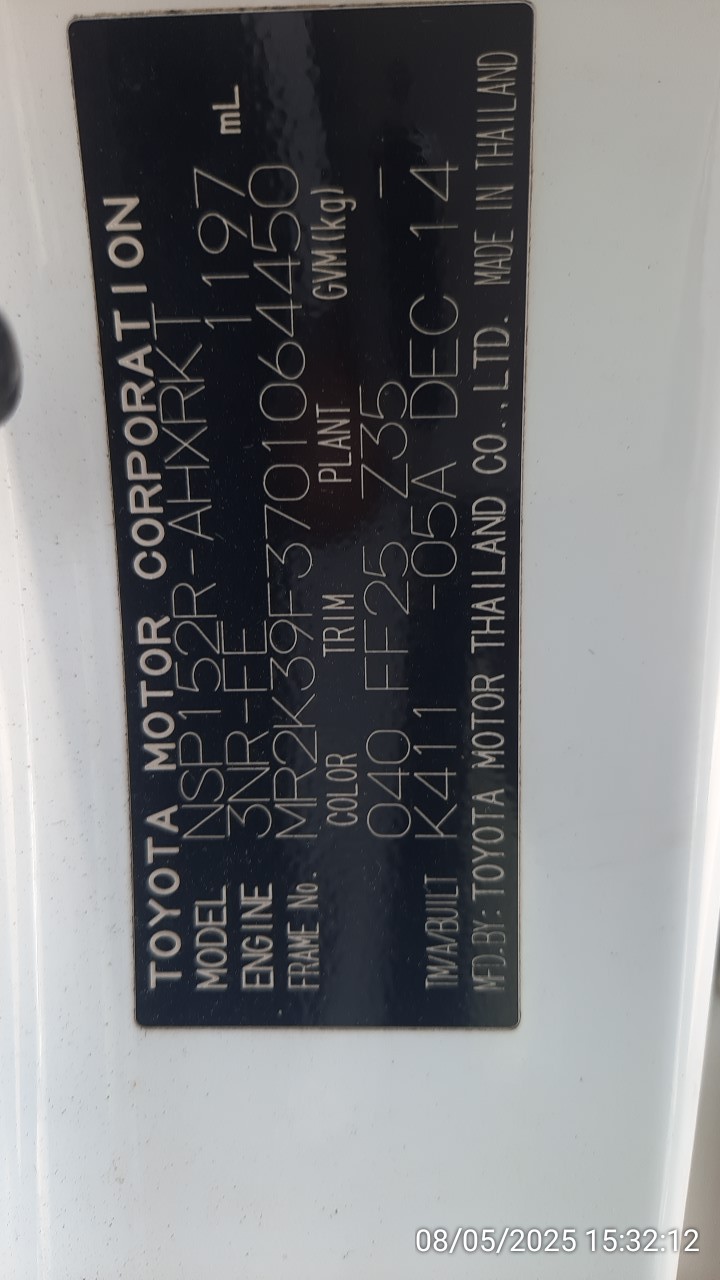 TOYOTA MOTOR CORPORATION
MODEL NSP152R-AHXRKT
ENGINE 3NR-FE 1197 mL
FRAME No. MR2K39F3701064450
COLOR TRIM PLANT GVM(kg)
040 FF25 Z35 —
TM/A/BUILT K411 -05A DEC 14
MFD.BY: TOYOTA MOTOR THAILAND CO., LTD. MADE IN THAILAND
08/05/2025 15:32:12